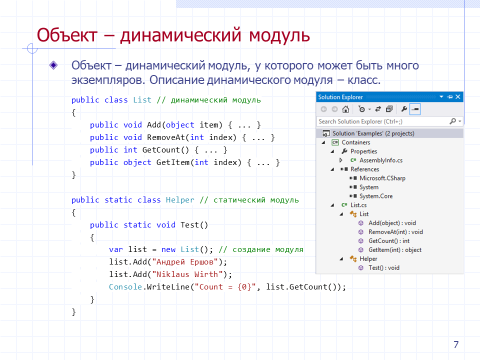 Объект – динамический модуль
Объект – динамический модуль, у которого может быть много
экземпляров. Описание динамического модуля – класс.
public class List // динамический модуль
{
public void Add(object item) { ... }
public void RemoveAt(int index) { ... }
public int GetCount() { ... }
public object GetItem(int index) { ... }
}
public static class Helper // статический модуль
{
public static void Test()
{
var list = new List(); // создание модуля
list.Add("Андрей Ершов");
list.Add("Niklaus Wirth");
Console.WriteLine("Count = {0}", list.GetCount());
}
}
Solution Explorer
Search Solution Explorer (Ctrl+;)
Solution 'Examples' (2 projects)
Containers
Properties
AssemblyInfo.cs
References
Microsoft.CSharp
System
System.Core
List.cs
List
Add(object) : void
RemoveAt(int) : void
GetCount() : int
GetItem(int) : object
Helper
Test() : void
7